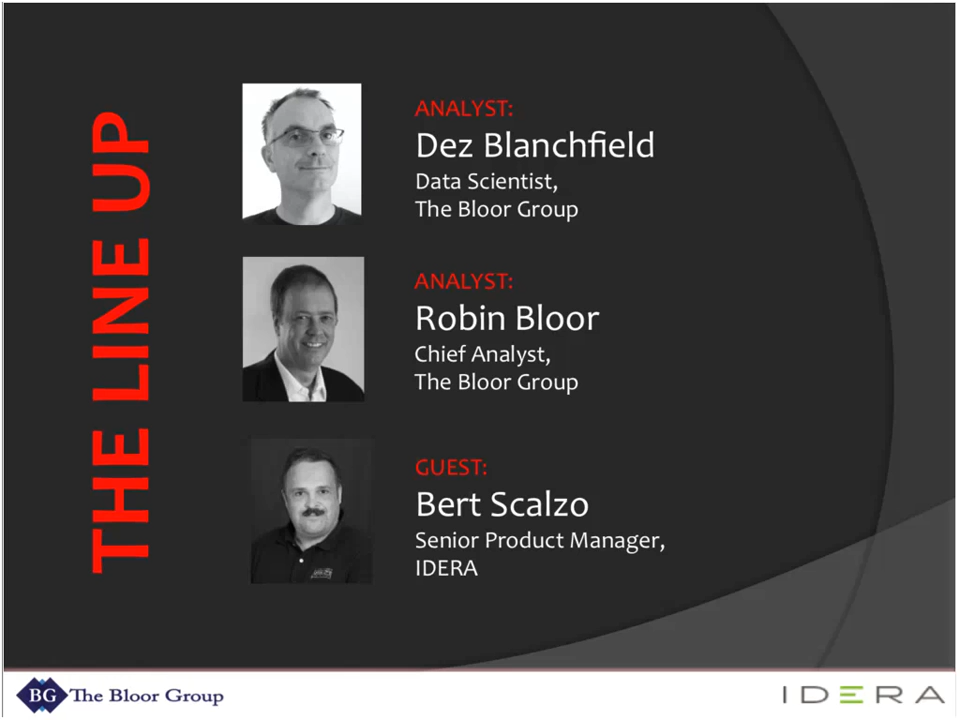 THE LINE UP
ANALYST:
Dez Blanchfield
Data Scientist,
The Bloor Group
ANALYST:
Robin Bloor
Chief Analyst,
The Bloor Group
GUEST:
Bert Scalzo
Senior Product Manager,
IDERA
BG The Bloor Group
IDERA